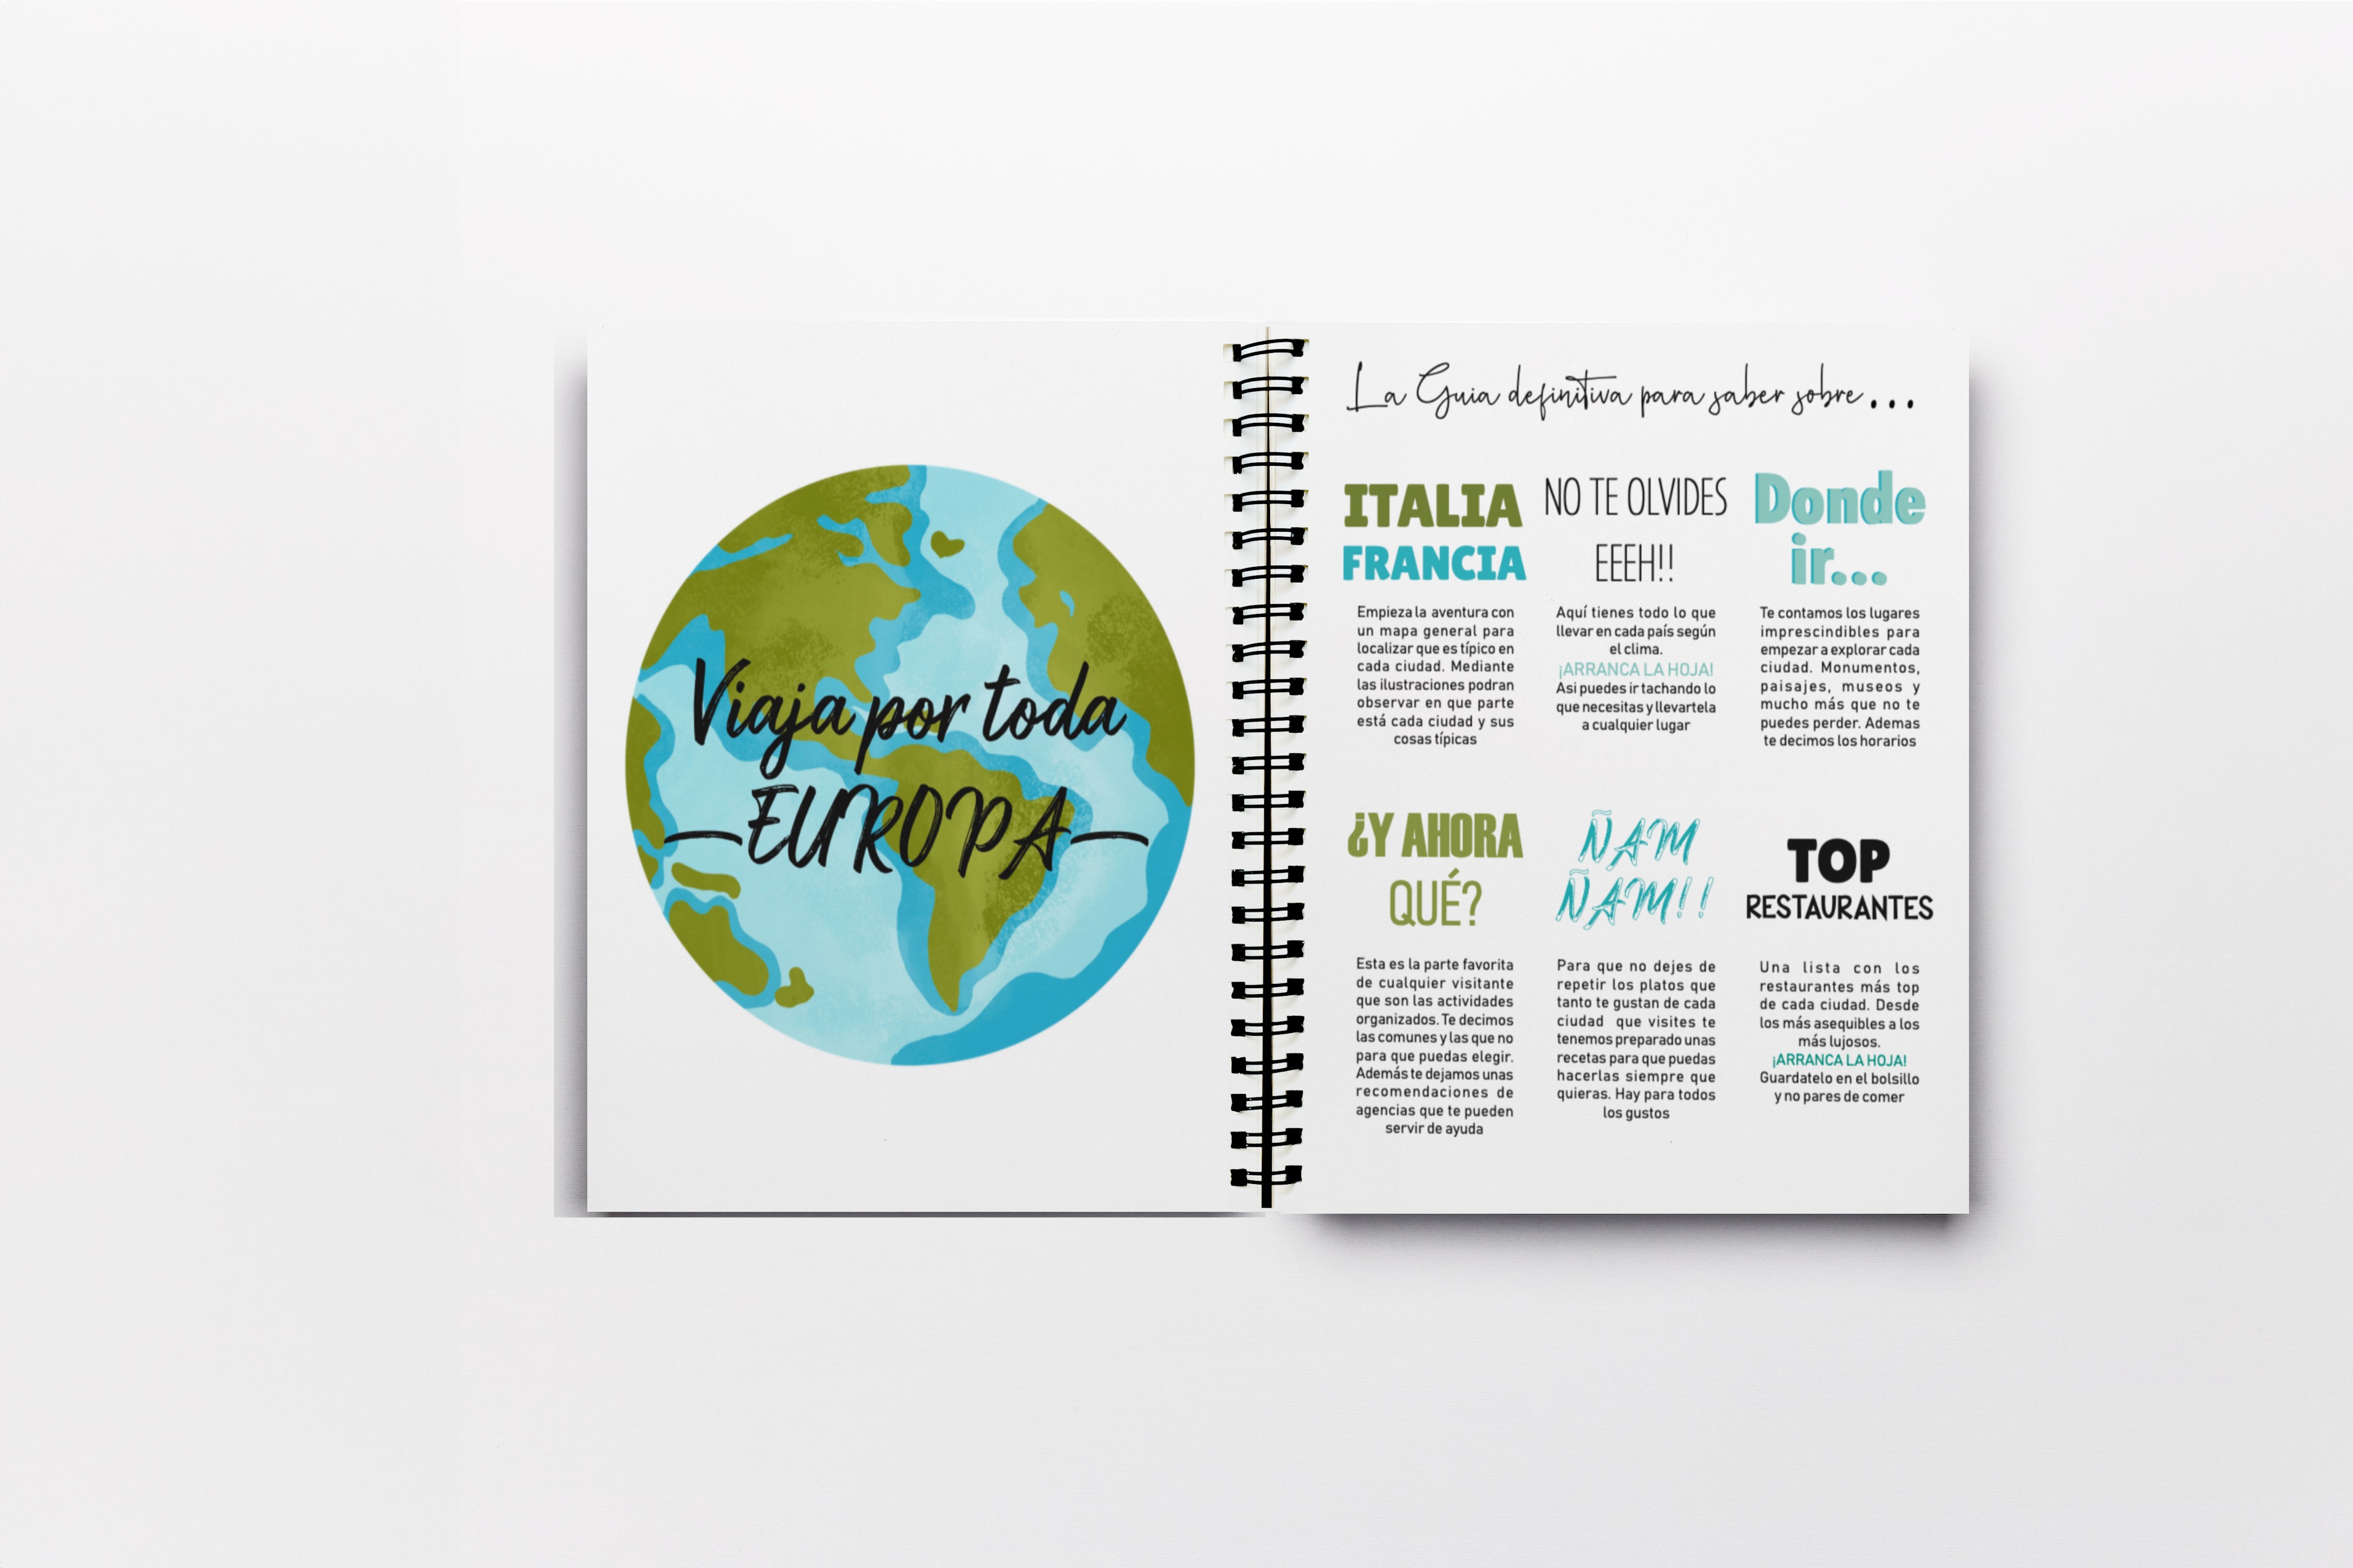 Viaja por toda
EUROPA
La Guia definitiva para saber sobre...
ITALIA
FRANCIA
Empieza la aventura con
un mapa general para
localizar que es típico en
cada ciudad. Mediante
las ilustraciones podran
observar en que parte
está cada ciudad y sus
cosas típicas
NO TE OLVIDES
EEEH!!
Aquí tienes todo lo que
llevar en cada país según
el clima.
¡ARRANCA LA HOJA!
Asi puedes ir tachando lo
que necesitas y llevartela
a cualquier lugar
Donde
ir...
Te contamos los lugares
imprescindibles para
empezar a explorar cada
ciudad. Monumentos,
paisajes, museos y
mucho más que no te
puedes perder. Ademas
te decimos los horarios
¿Y AHORA
QUÉ?
Esta es la parte favorita
de cualquier visitante
que son las actividades
organizados. Te decimos
las comunes y las que no
para que puedas elegir.
Además te dejamos unas
recomendaciones de
agencias que te pueden
servir de ayuda
ÑAM
ÑAM!!
Para que no dejes de
repetir los platos que
tanto te gustan de cada
ciudad que visites te
tenemos preparado unas
recetas para que puedas
hacerlas siempre que
quieras. Hay para todos
los gustos
TOP
RESTAURANTES
Una lista con los
restaurantes más top
de cada ciudad. Desde
los más asequibles a los
más lujosos.
¡ARRANCA LA HOJA!
Guardatelo en el bolsillo
y no pares de comer